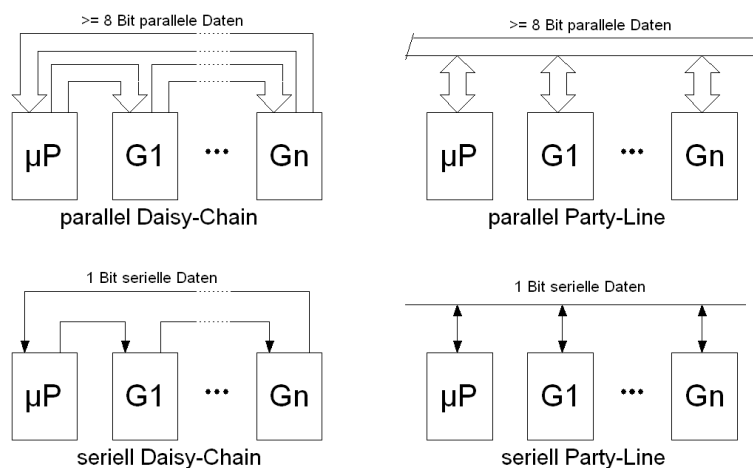 >= 8 Bit parallele Daten
µP G1 ... Gn
parallel Daisy-Chain
>= 8 Bit parallele Daten
µP G1 ... Gn
parallel Party-Line
1 Bit serielle Daten
µP G1 ... Gn
seriell Daisy-Chain
1 Bit serielle Daten
µP G1 ... Gn
seriell Party-Line